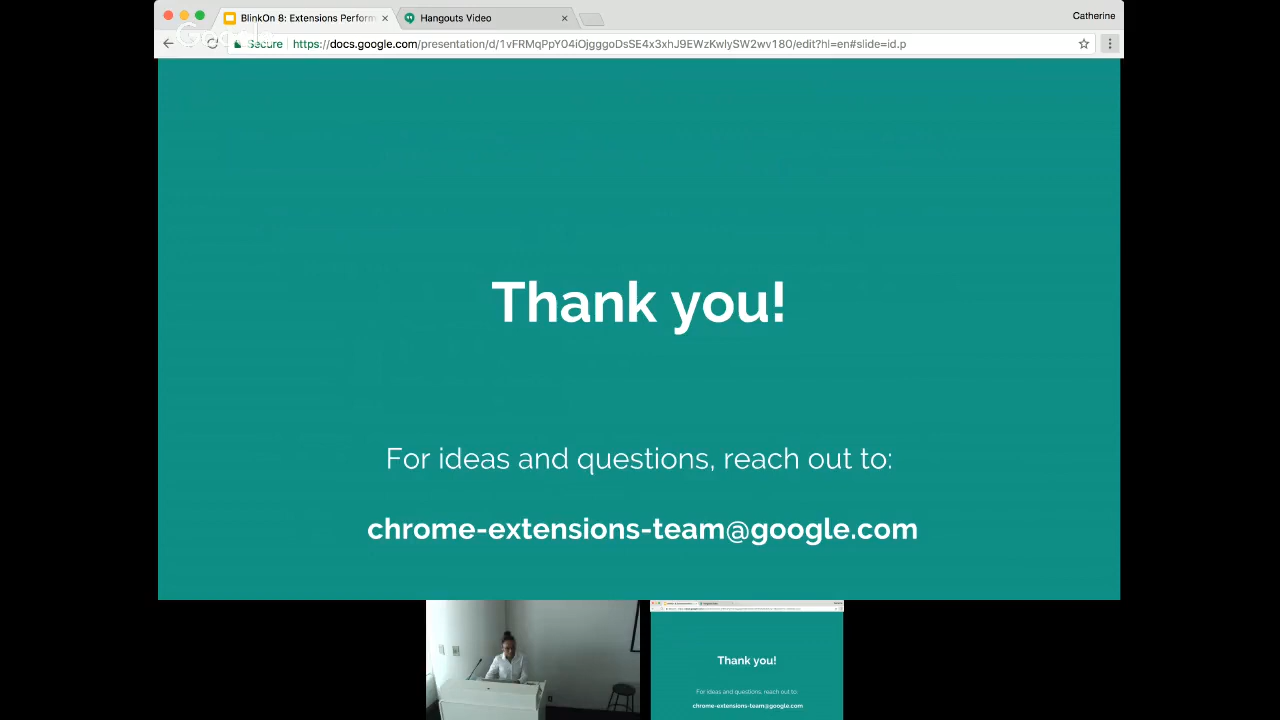 BlinkOn 8: Extensions Perform
Hangouts Video
Catherine
Google
Secure
https://docs.google.com/presentation/d/1vFRMqPpY04iOjgggoDsSE4x3xhJ9EWzKwlySW2wv180/edit?hl=en#slide=id.p
Thank you!
For ideas and questions, reach out to:
chrome-extensions-team@google.com
Thank you!
For ideas and questions, reach out to:
chrome-extensions-team@google.com